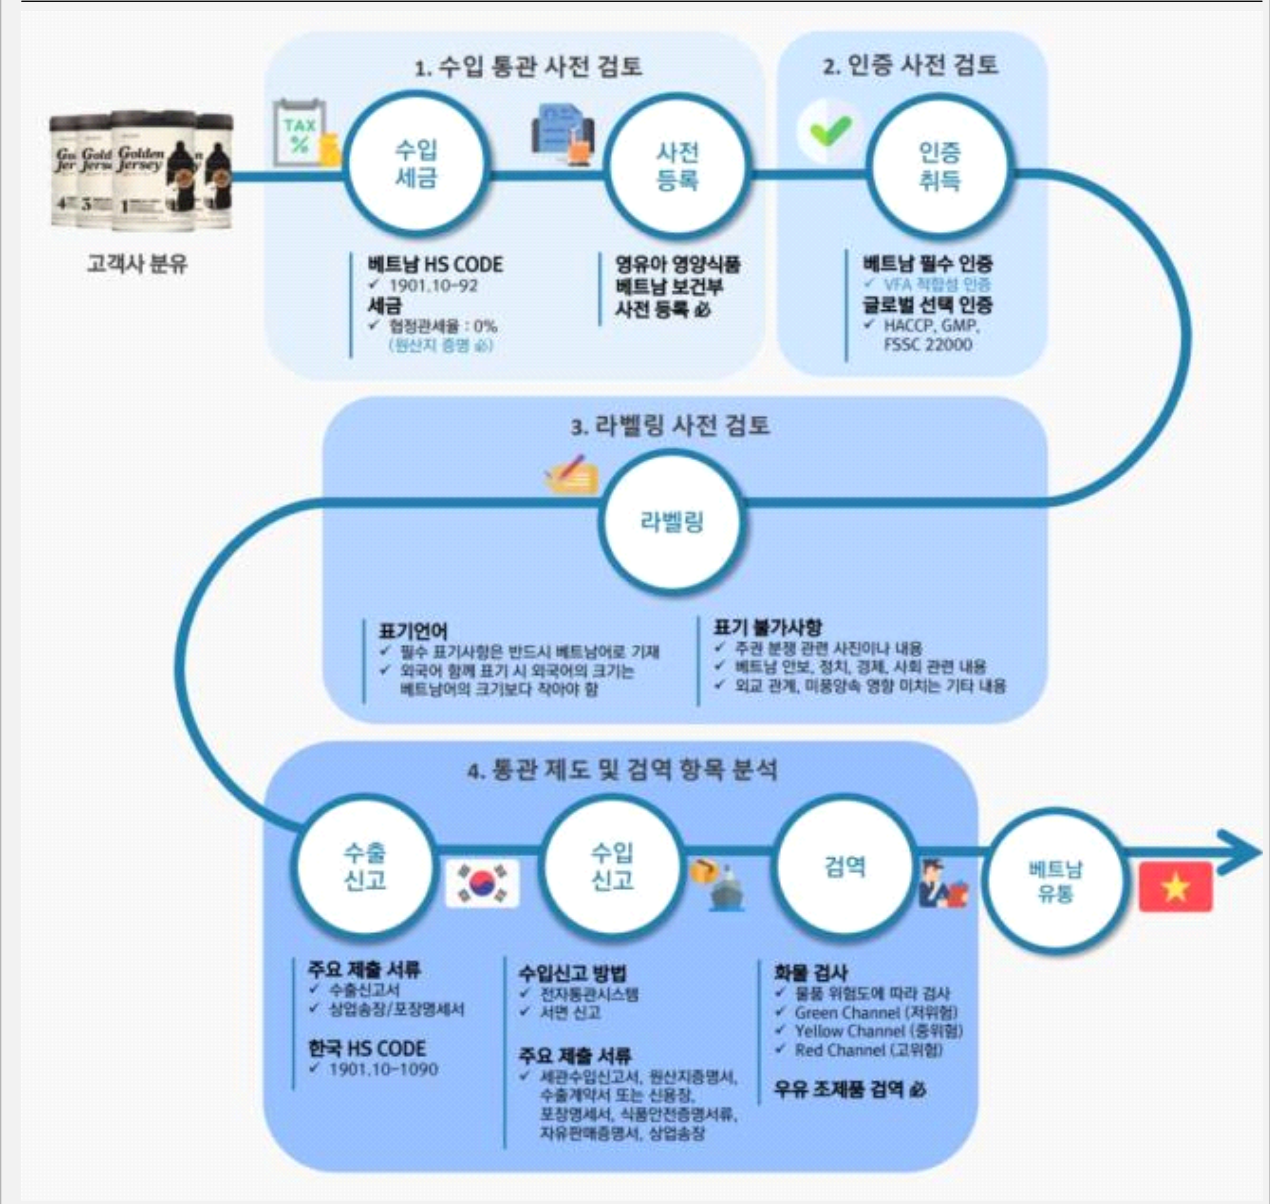 1. 수입 통관 사전 검토
2. 인증 사전 검토
TAX
%
수입
세금
사전
등록
인증
취득
Golden
Jersey
4
3
1
고객사 분유
베트남 HS CODE
✓ 1901.10-92
세금
✓ 협정관세율 : 0%
(원산지 증명 必)
영유아 영양식품
베트남 보건부
사전 등록 必
베트남 필수 인증
✓ VFA 적합성 인증
글로벌 선택 인증
✓ HACCP, GMP,
FSSC 22000
3. 라벨링 사전 검토
라벨링
표기언어
✓ 필수 표기사항은 반드시 베트남어로 기재
✓ 외국어 함께 표기 시 외국어의 크기는
베트남어의 크기보다 작아야 함
표기 불가사항
✓ 주권 분쟁 관련 사진이나 내용
✓ 베트남 안보, 정치, 경제, 사회 관련 내용
✓ 외교 관계, 미풍양속 영향 미치는 기타 내용
4. 통관 제도 및 검역 항목 분석
수출
신고
수입
신고
검역
베트남
유통
주요 제출 서류
✓ 수출신고서
✓ 상업송장/포장명세서
한국 HS CODE
✓ 1901.10-1090
수입신고 방법
✓ 전자통관시스템
✓ 서면 신고
주요 제출 서류
✓ 세관수입신고서, 원산지증명서,
수출계약서 또는 신용장,
포장명세서, 식품안전증명서류,
자유판매증명서, 상업송장
화물 검사
✓ 물품 위험도에 따라 검사
✓ Green Channel (저위험)
✓ Yellow Channel (중위험)
✓ Red Channel (고위험)
우유 조제품 검역 必